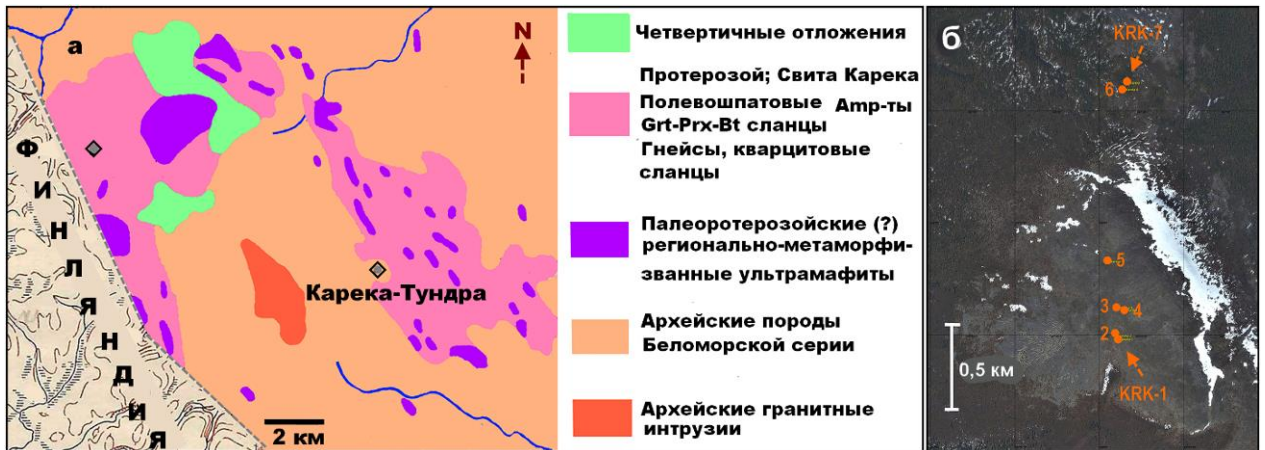 а
N
Ф
И
Н
Л
Я
Н
Д
И
Я
Карека-Тундра
2 км
Четвертичные отложения
Протерозой; Свита Карека
Полевошпатовые Amp-ты
Grt-Prx-Bt сланцы
Гнейсы, кварцитовые
сланцы
Палеоротерозойские (?)
регионально-метаморфи-
званные ультрамафиты
Архейские породы
Беломорской серии
Архейские гранитные
интрузии
б
KRK-7
6
5
3
4
2
KRK-1
0,5 км